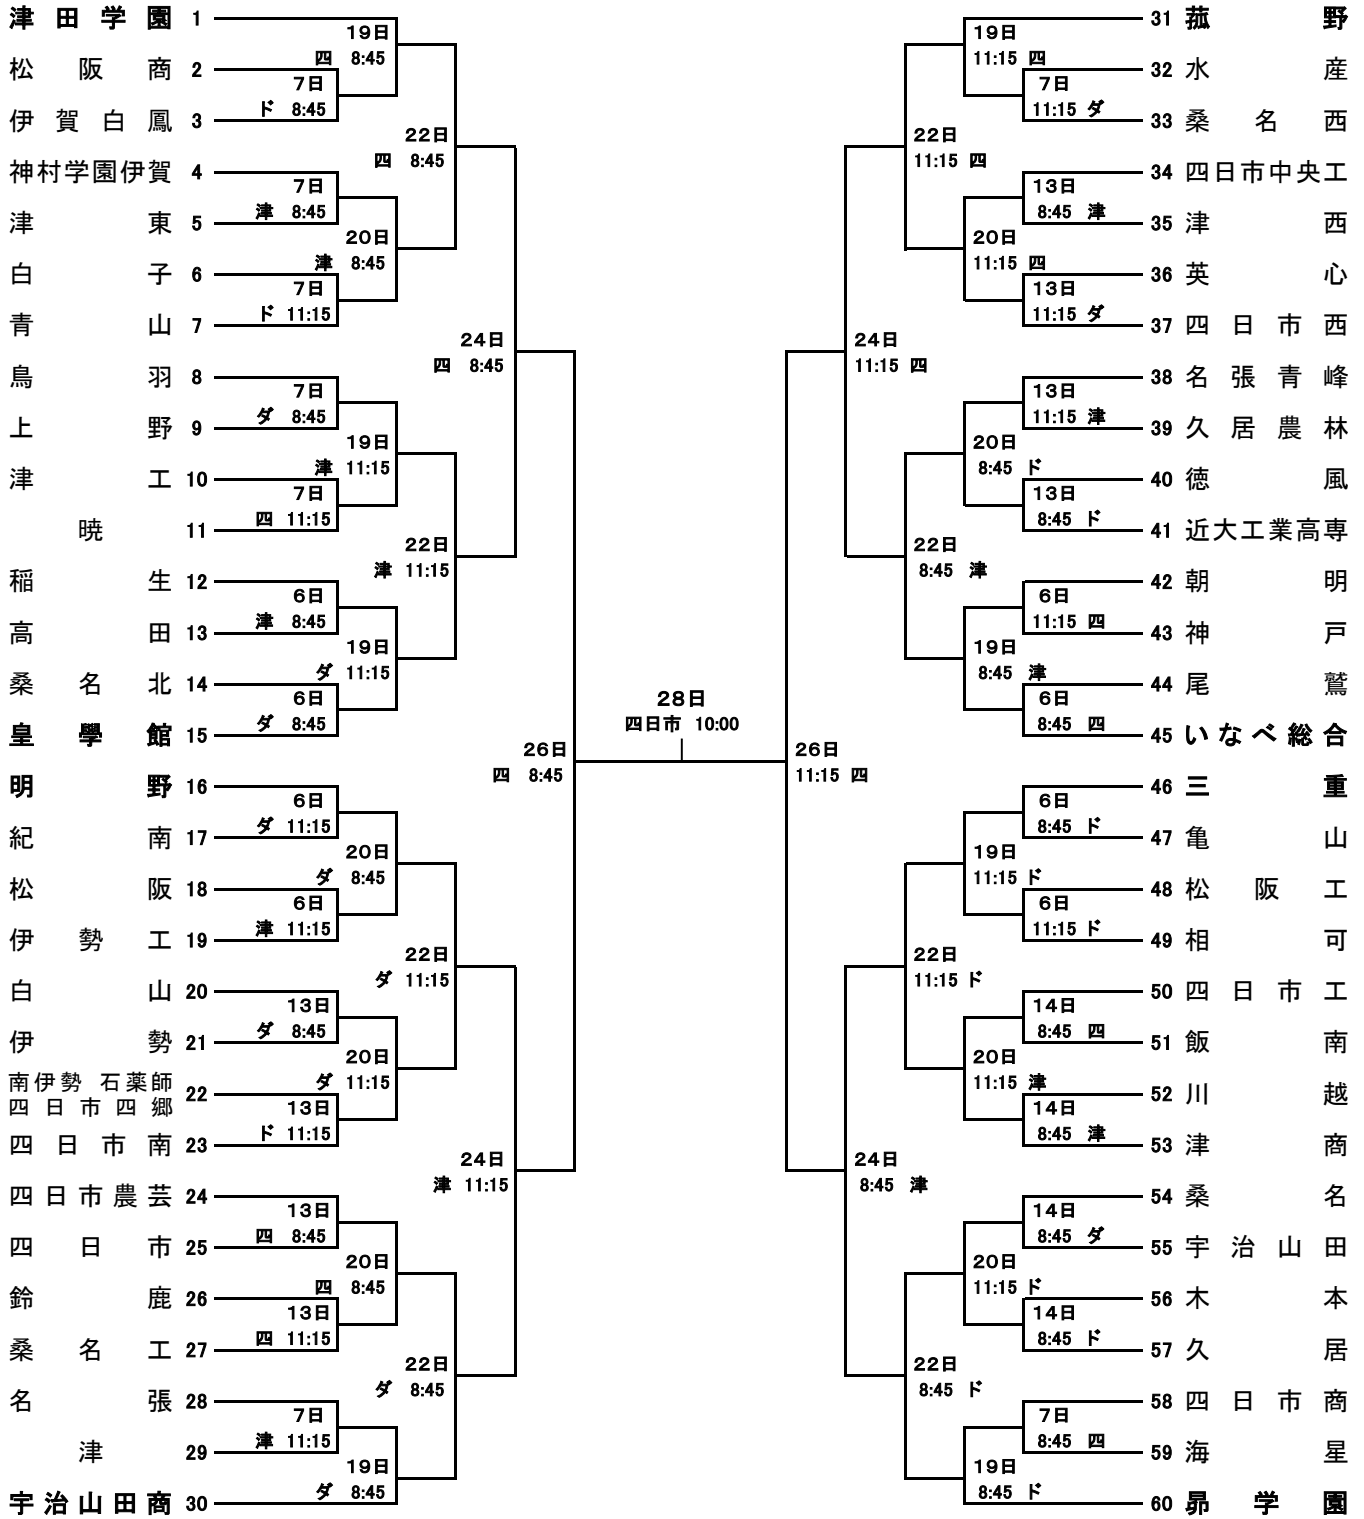 津田学園 1
19日
四 8:45
松阪商 2
7日
ド 8:45
伊賀白鳳 3
22日
四 8:45
神村学園伊賀 4
7日
津 8:45
津東 5
20日
津 8:45
白子 6
7日
ド 11:15
青山 7
24日
四 8:45
鳥羽 8
7日
ダ 8:45
上野 9
19日
津 11:15
津工 10
7日
四 11:15
暁 11
22日
津 11:15
稲生 12
6日
津 8:45
高田 13
19日
ダ 11:15
桑名北 14
6日
ダ 8:45
皇學館 15
26日
四 8:45
明野 16
6日
ダ 11:15
紀南 17
20日
ダ 8:45
松阪 18
6日
津 11:15
伊勢工 19
22日
ダ 11:15
白山 20
13日
ダ 8:45
伊勢 21
20日
ダ 11:15
南伊勢 石薬師
四日市四郷 22
13日
ド 11:15
四日市南 23
24日
津 11:15
四日市農芸 24
13日
四 8:45
四日市 25
20日
四 8:45
鈴鹿 26
13日
四 11:15
桑名工 27
22日
ダ 8:45
名張 28
7日
津 11:15
津 29
19日
ダ 8:45
宇治山田商 30
28日
四日市 10:00
31 菰野
19日
11:15 四
32 水産
7日
11:15 ダ
33 桑名西
22日
11:15 四
34 四日市中央工
13日
8:45 津
35 津西
20日
11:15 四
36 英心
13日
11:15 ダ
37 四日市西
24日
11:15 四
38 名張青峰
13日
11:15 津
39 久居農林
20日
8:45 ド
40 徳風
13日
8:45 ド
41 近大工業高専
22日
8:45 津
42 朝明
6日
11:15 四
43 神戸
19日
8:45 津
44 尾鷲
6日
8:45 四
45 いなべ総合
26日
11:15 四
46 三重
6日
8:45 ド
47 亀山
19日
11:15 ド
48 松阪工
6日
11:15 ド
49 相可
22日
11:15 ド
50 四日市工
14日
8:45 四
51 飯南
20日
11:15 津
52 川越
14日
8:45 津
53 津商
24日
8:45 津
54 桑名
14日
8:45 ダ
55 宇治山田
20日
11:15 ド
56 木本
14日
8:45 ド
57 久居
22日
8:45 ド
58 四日市商
7日
8:45 四
59 海星
19日
8:45 ド
60 昴学園